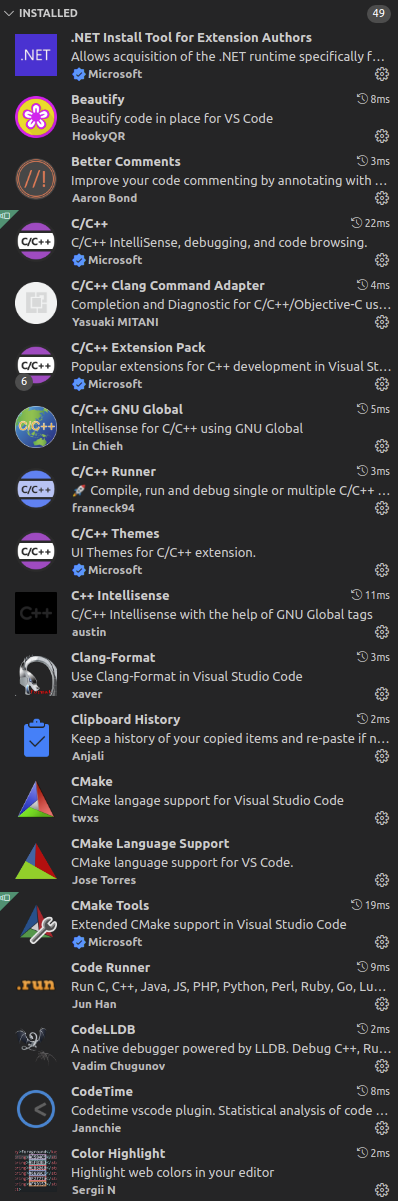 INSTALLED 49
.NET Install Tool for Extension Authors
.NET
Allows acquisition of the .NET runtime specifically f...
Microsoft
Beautify 8ms
Beautify code in place for VS Code
HookyQR
Better Comments 3ms
//!
Improve your code commenting by annotating with ...
Aaron Bond
C/C++ 22ms
C/C++
C/C++ IntelliSense, debugging, and code browsing.
Microsoft
C/C++ Clang Command Adapter 4ms
Completion and Diagnostic for C/C++/Objective-C us...
Yasuaki MITANI
C/C++ Extension Pack
C/C++
Popular extensions for C++ development in Visual St...
6
Microsoft
C/C++ GNU Global 5ms
C/C++
Intellisense for C/C++ using GNU Global
Lin Chieh
C/C++ Runner 3ms
C/C++
🚀 Compile, run and debug single or multiple C/C++ ...
franneck94
C/C++ Themes
C/C++
UI Themes for C/C++ extension.
Microsoft
C++ Intellisense 11ms
C++
C/C++ Intellisense with the help of GNU Global tags
austin
Clang-Format 3ms
Use Clang-Format in Visual Studio Code
xaver
Clipboard History 2ms
Keep a history of your copied items and re-paste if n...
Anjali
CMake
CMake langage support for Visual Studio Code
twxs
CMake Language Support
CMake language support for VS Code.
Jose Torres
CMake Tools 19ms
Extended CMake support in Visual Studio Code
Microsoft
Code Runner 9ms
.run
Run C, C++, Java, JS, PHP, Python, Perl, Ruby, Go, Lu...
Jun Han
CodeLLDB 2ms
A native debugger powered by LLDB. Debug C++, Ru...
Vadim Chugunov
CodeTime 8ms
Codetime vscode plugin. Statistical analysis of code ...
Jannchie
Color Highlight 2ms
Highlight web colors in your editor
Sergii N